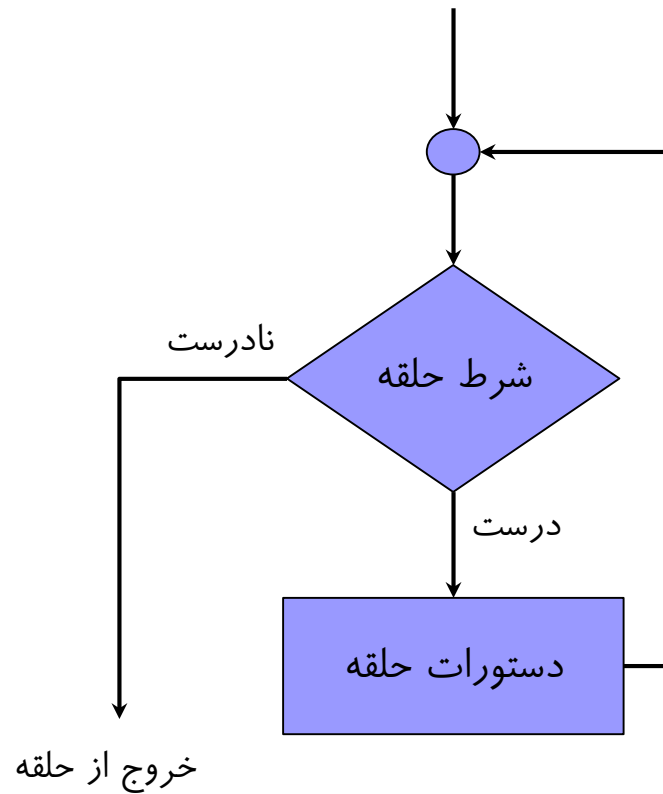 نادرست
شرط حلقه
درست
دستورات حلقه
خروج از حلقه